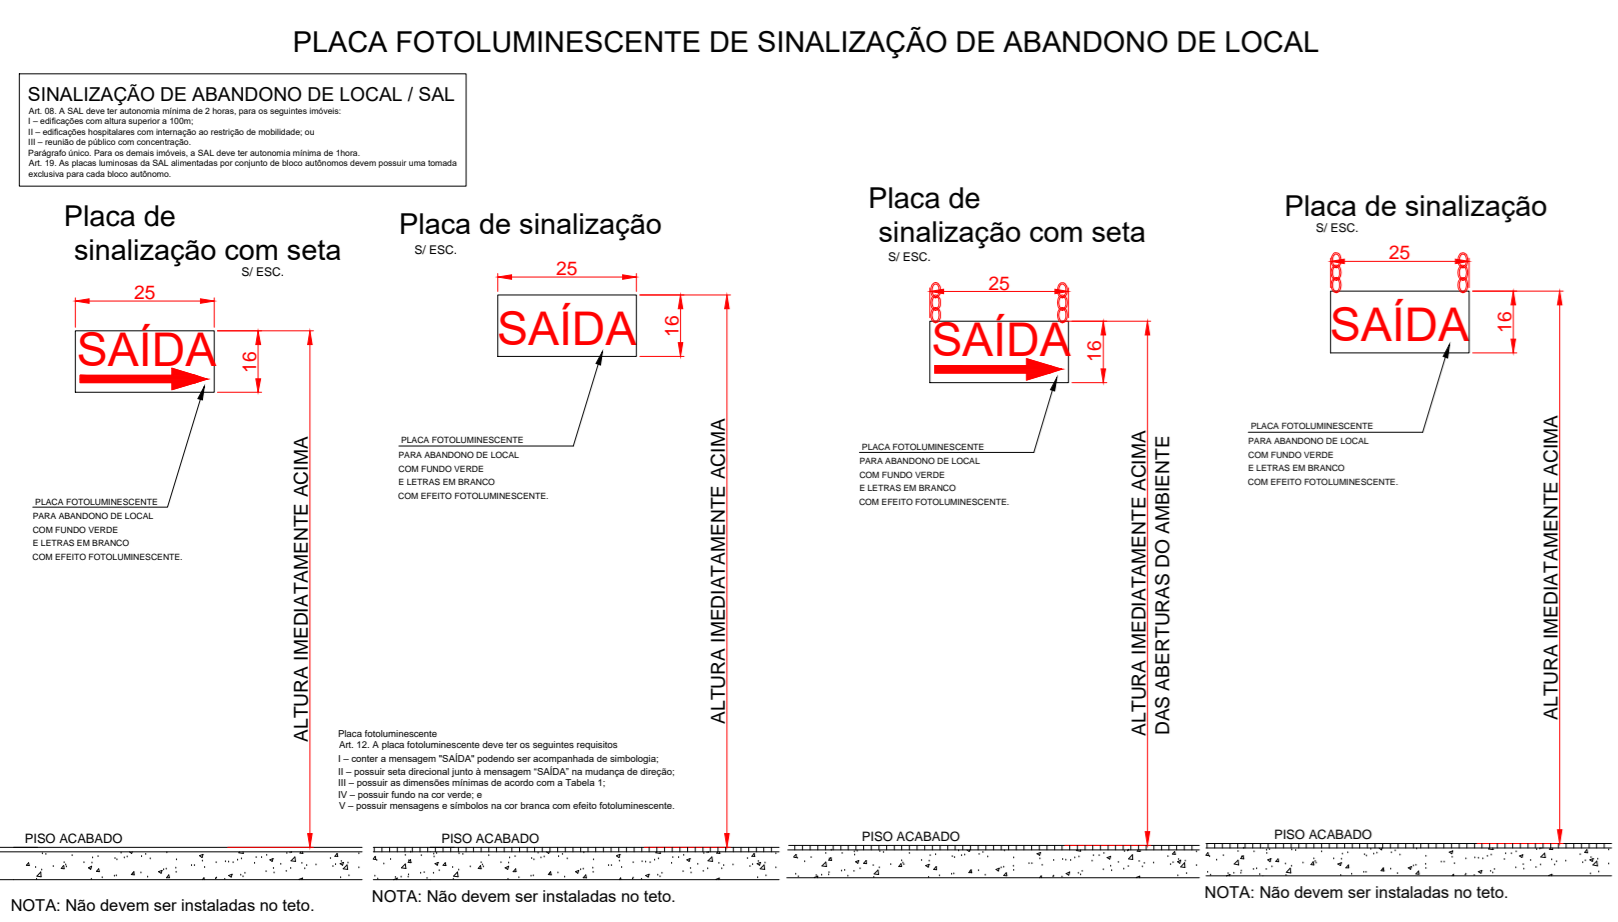 PLACA FOTOLUMINESCENTE DE SINALIZAÇÃO DE ABANDONO DE LOCAL
SINALIZAÇÃO DE ABANDONO DE LOCAL / SAL
Art. 08. A SAL deve ter autonomia mínima de 2 horas, para os seguintes imóveis:
I – edificações com altura superior a 100m;
II – edificações hospitalares com internação ao restrição de mobilidade; ou
III – reunião de público com concentração.
Parágrafo único. Para os demais imóveis, a SAL deve ter autonomia mínima de 1hora.
Art. 19. As placas luminosas da SAL alimentadas por conjunto de bloco autônomos devem possuir uma tomada
exclusiva para cada bloco autônomo.
Placa de
sinalização com seta
S/ ESC.
25
SAÍDA
16
PLACA FOTOLUMINESCENTE
PARA ABANDONO DE LOCAL
COM FUNDO VERDE
E LETRAS EM BRANCO
COM EFEITO FOTOLUMINESCENTE.
ALTURA IMEDIATAMENTE ACIMA
PISO ACABADO
NOTA: Não devem ser instaladas no teto.
Placa de sinalização
S/ ESC.
25
SAÍDA
16
PLACA FOTOLUMINESCENTE
PARA ABANDONO DE LOCAL
COM FUNDO VERDE
E LETRAS EM BRANCO
COM EFEITO FOTOLUMINESCENTE.
ALTURA IMEDIATAMENTE ACIMA
Placa fotoluminescente
Art. 12. A placa fotoluminescente deve ter os seguintes requisitos
I – conter a mensagem "SAÍDA" podendo ser acompanhada de simbologia;
II – possuir seta direcional junto à mensagem “SAÍDA” na mudança de direção;
III – possuir as dimensões mínimas de acordo com a Tabela 1;
IV – possuir fundo na cor verde; e
V – possuir mensagens e símbolos na cor branca com efeito fotoluminescente.
PISO ACABADO
NOTA: Não devem ser instaladas no teto.
Placa de
sinalização com seta
S/ ESC.
25
SAÍDA
16
PLACA FOTOLUMINESCENTE
PARA ABANDONO DE LOCAL
COM FUNDO VERDE
E LETRAS EM BRANCO
COM EFEITO FOTOLUMINESCENTE.
ALTURA IMEDIATAMENTE ACIMA
DAS ABERTURAS DO AMBIENTE
PISO ACABADO
Placa de sinalização
S/ ESC.
25
SAÍDA
16
PLACA FOTOLUMINESCENTE
PARA ABANDONO DE LOCAL
COM FUNDO VERDE
E LETRAS EM BRANCO
COM EFEITO FOTOLUMINESCENTE.
ALTURA IMEDIATAMENTE ACIMA
PISO ACABADO
NOTA: Não devem ser instaladas no teto.